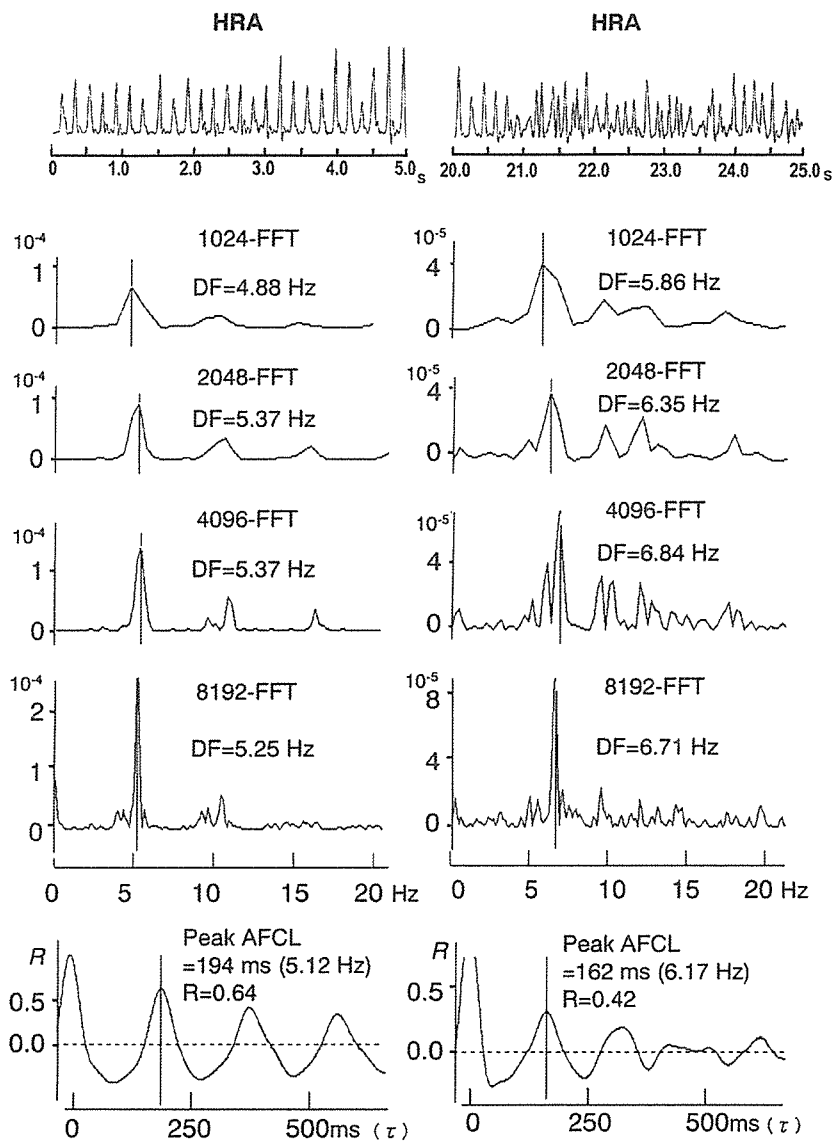 HRA
0 1.0 2.0 3.0 4.0 5.0 s
10-4
1024-FFT
DF=4.88 Hz
1
0
10-4
2048-FFT
DF=5.37 Hz
1
0
10-4
4096-FFT
DF=5.37 Hz
1
0
10-4
8192-FFT
DF=5.25 Hz
2
1
0
0 5 10 15 20 Hz
R
Peak AFCL
=194 ms (5.12 Hz)
R=0.64
0.5
0.0
0 250 500ms (τ)
HRA
20.0 21.0 22.0 23.0 24.0 25.0 s
10-5
1024-FFT
DF=5.86 Hz
4
0
10-5
2048-FFT
DF=6.35 Hz
4
0
10-5
4096-FFT
DF=6.84 Hz
4
0
10-5
8192-FFT
DF=6.71 Hz
8
4
0
0 5 10 15 20 Hz
R
Peak AFCL
=162 ms (6.17 Hz)
R=0.42
0.5
0.0
0 250 500ms (τ)